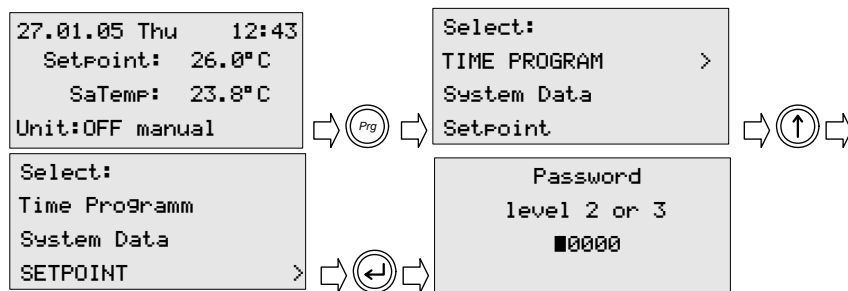 27.01.05 Thu 12:43
Setpoint: 26.0°C
SaTemp: 23.8°C
Unit:OFF manual
Prg
Select:
TIME PROGRAM >
System Data
Setpoint
Select:
Time Programm
System Data
SETPOINT >
Password
level 2 or 3
█0000